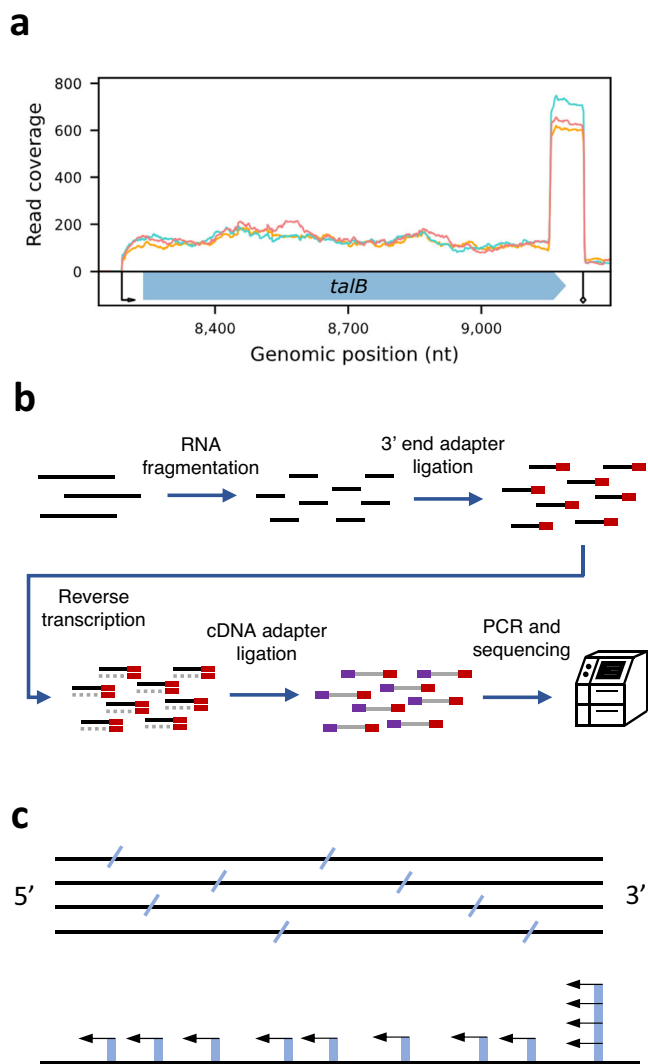 a
800
600
400
200
0
Read coverage
talB
8,400
8,700
9,000
Genomic position (nt)
b
RNA
fragmentation
3' end adapter
ligation
Reverse
transcription
cDNA adapter
ligation
PCR and
sequencing
c
5'
3'